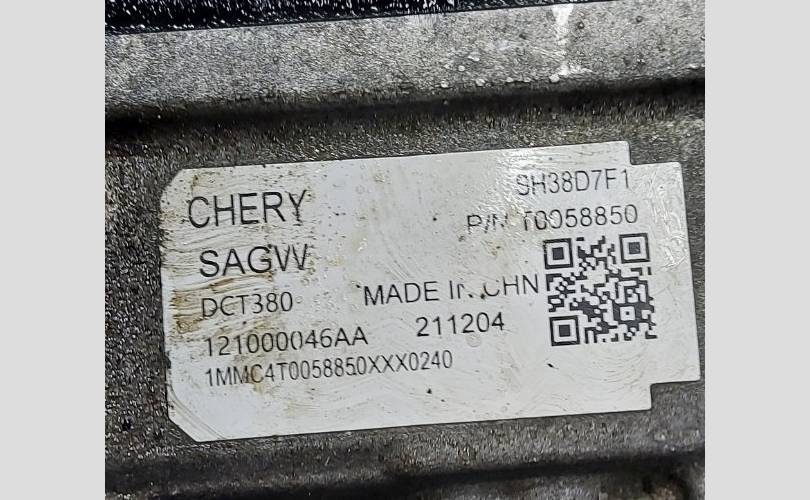 CHERY
SH38D7F1
P/N T0058850
SAGW
DCT380
MADE IN CHN
121000046AA
211204
1MMC4T0058850XXX0240